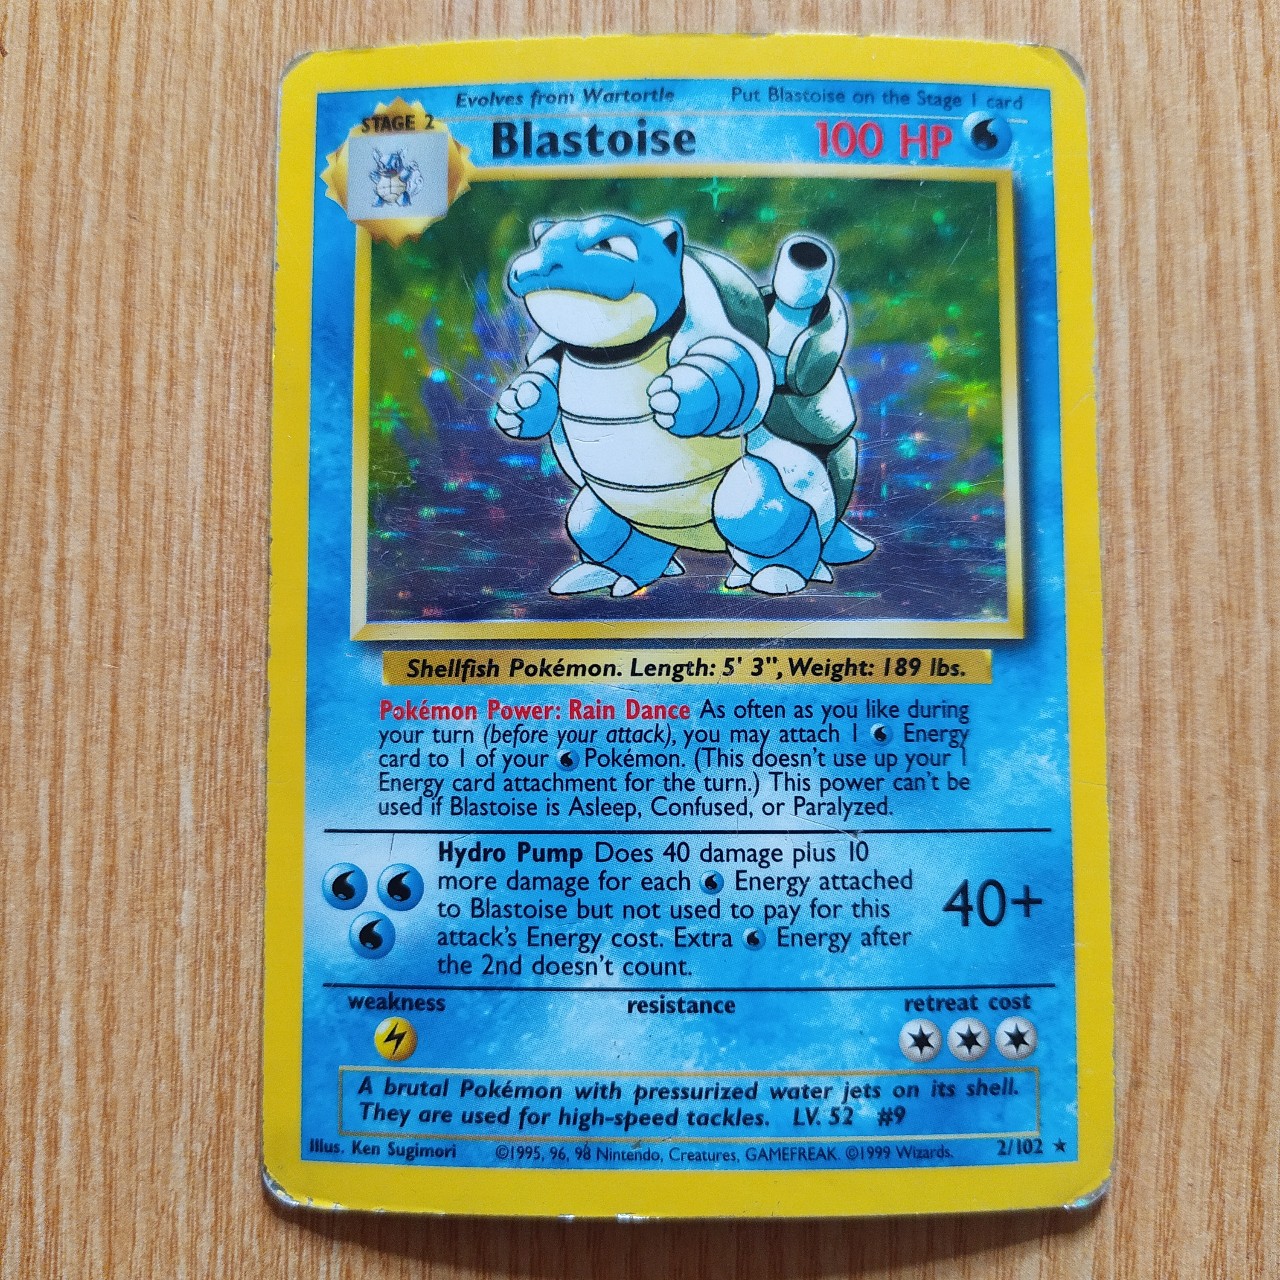 Evolves from Wartortle Put Blastoise on the Stage 1 card
STAGE 2
Blastoise 100 HP
Shellfish Pokémon. Length: 5' 3", Weight: 189 lbs.
Pokémon Power: Rain Dance As often as you like during
your turn (before your attack), you may attach 1 Energy
card to 1 of your Pokémon. (This doesn't use up your 1
Energy card attachment for the turn.) This power can't be
used if Blastoise is Asleep, Confused, or Paralyzed.
Hydro Pump Does 40 damage plus 10
more damage for each Energy attached
to Blastoise but not used to pay for this
attack's Energy cost. Extra Energy after
the 2nd doesn't count.
40+
weakness resistance retreat cost
A brutal Pokémon with pressurized water jets on its shell.
They are used for high-speed tackles. LV. 52 #9
Illus. Ken Sugimori ©1995, 96, 98 Nintendo, Creatures, GAMEFREAK. ©1999 Wizards. 2/102 ★